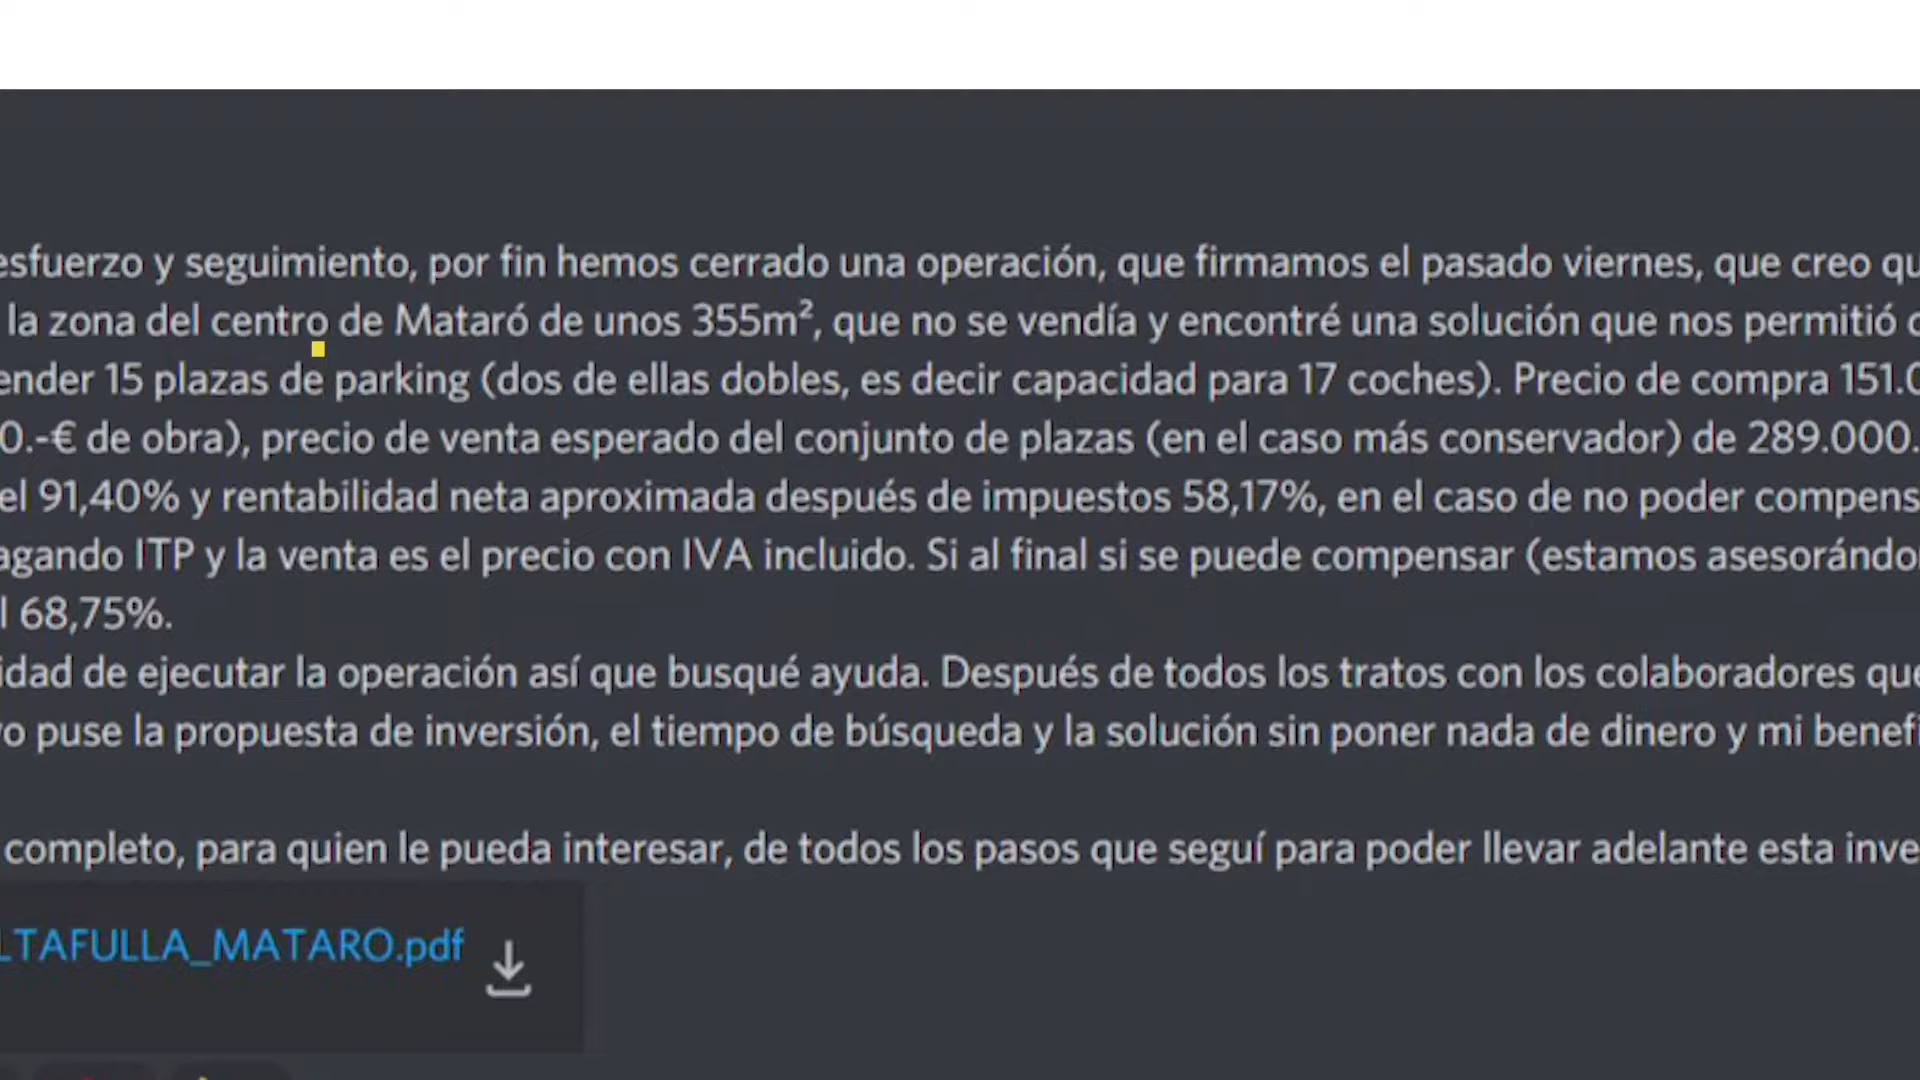 esfuerzo y seguimiento, por fin hemos cerrado una operación, que firmamos el pasado viernes, que creo qu
la zona del centro de Mataró de unos 355m², que no se vendía y encontré una solución que nos permitió
ender 15 plazas de parking (dos de ellas dobles, es decir capacidad para 17 coches). Precio de compra 151.0
0.-€ de obra), precio de venta esperado del conjunto de plazas (en el caso más conservador) de 289.000.
el 91,40% y rentabilidad neta aproximada después de impuestos 58,17%, en el caso de no poder compens
agando ITP y la venta es el precio con IVA incluido. Si al final si se puede compensar (estamos asesorándo
l 68,75%.
idad de ejecutar la operación así que busqué ayuda. Después de todos los tratos con los colaboradores que
yo puse la propuesta de inversión, el tiempo de búsqueda y la solución sin poner nada de dinero y mi benefi
completo, para quien le pueda interesar, de todos los pasos que seguí para poder llevar adelante esta inve
LTAFULLA_MATARO.pdf